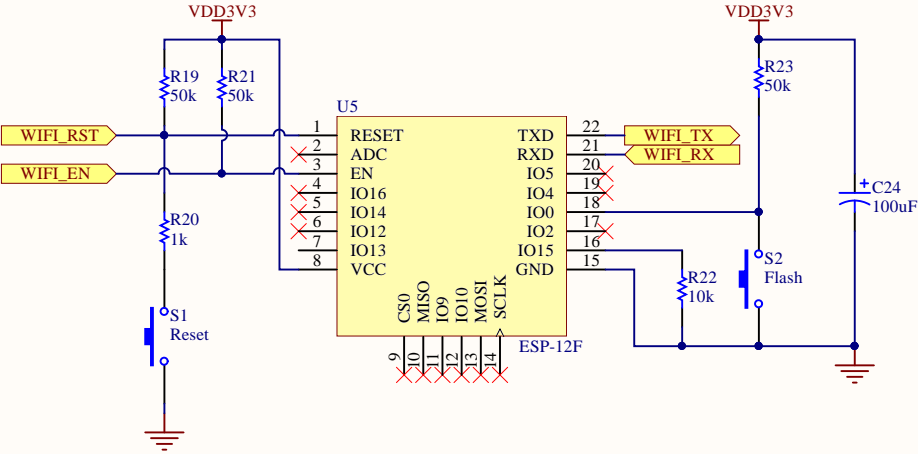 VDD3V3
VDD3V3
R19
50k
R21
50k
R23
50k
U5
WIFI_RST
WIFI_EN
1 RESET
2 ADC
3 EN
4 IO16
5 IO14
6 IO12
7 IO13
8 VCC
TXD 22
RXD 21
IO5 20
IO4 19
IO0 18
IO2 17
IO15 16
GND 15
WIFI_TX
WIFI_RX
C24
100uF
R20
1k
S2
Flash
R22
10k
CS0
MISO
IO9
IO10
MOSI
SCLK
9
10
11
12
13
14
ESP-12F
S1
Reset